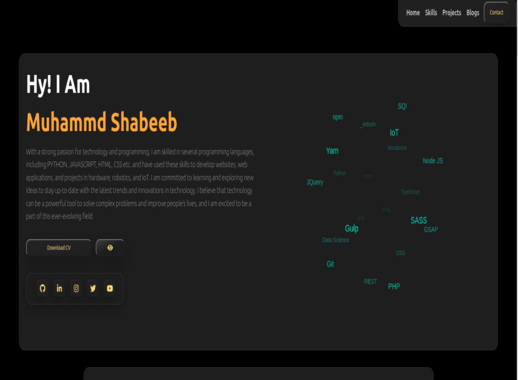 Home Skills Projects Blogs Contact
Hy! I Am
Muhammd Shabeeb
With a strong passion for technology and programming. I am skilled in several programming languages,
including PYTHON, JAVASCRIPT, HTML, CSS etc. and have used these skills to develop websites, web
applications, and projects in hardware, robotics, and IoT. I am committed to learning and exploring new
ideas to stay up-to-date with the latest trends and innovations in technology. I believe that technology
can be a powerful tool to solve complex problems and improve people's lives, and I am excited to be a
part of this ever-evolving field.
Download CV
SQl
npm
IoT
Yarn
Node JS
Python
JQuery
TypeScript
SASS
Gulp
GSAP
Data Science
CSS
Git
REST
PHP